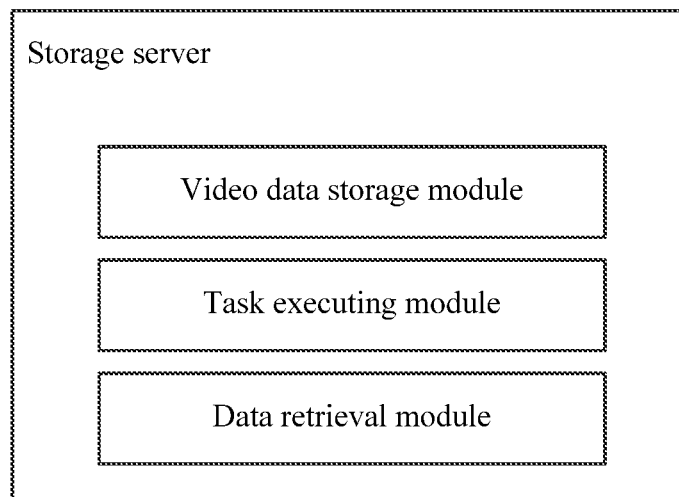 Storage server
Video data storage module
Task executing module
Data retrieval module